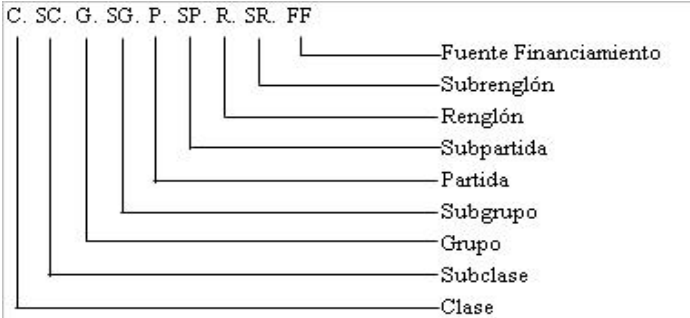 C. SC. G. SG. P. SP. R. SR. FF
Fuente Financiamiento
Subrenglón
Renglón
Subpartida
Partida
Subgrupo
Grupo
Subclase
Clase